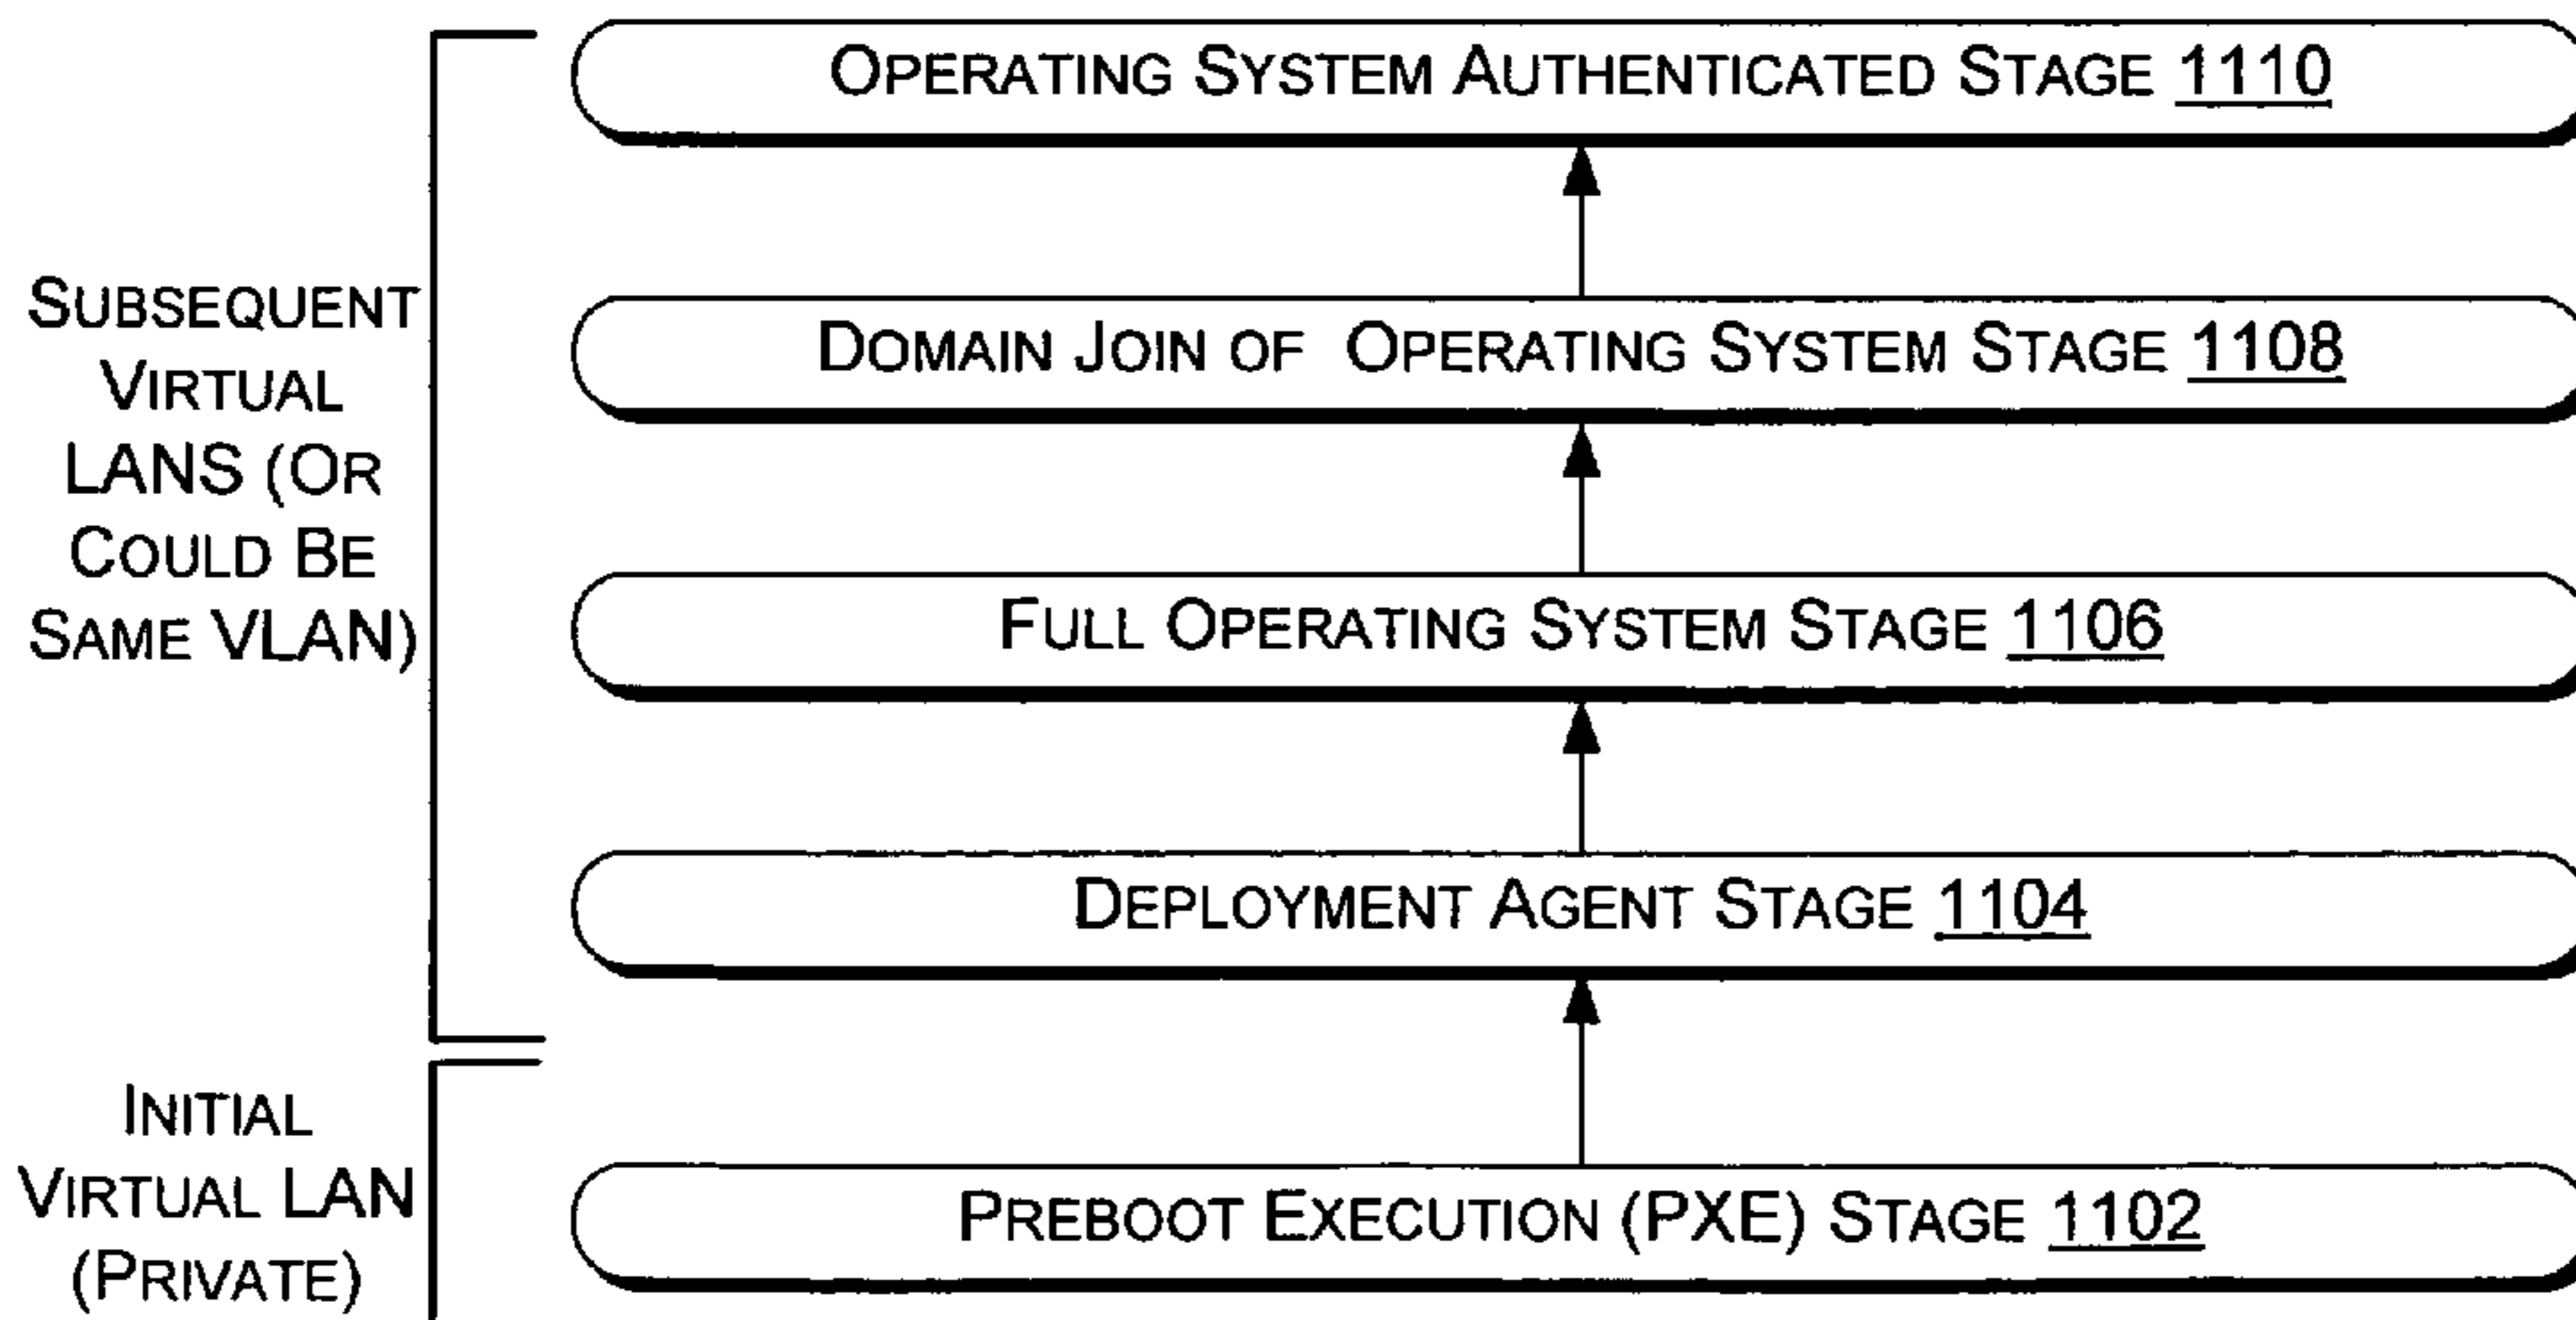 OPERATING SYSTEM AUTHENTICATED STAGE 1110
SUBSEQUENT
VIRTUAL
LANS (OR
COULD BE
SAME VLAN)
DOMAIN JOIN OF OPERATING SYSTEM STAGE 1108
FULL OPERATING SYSTEM STAGE 1106
DEPLOYMENT AGENT STAGE 1104
INITIAL
VIRTUAL LAN
(PRIVATE)
PREBOOT EXECUTION (PXE) STAGE 1102